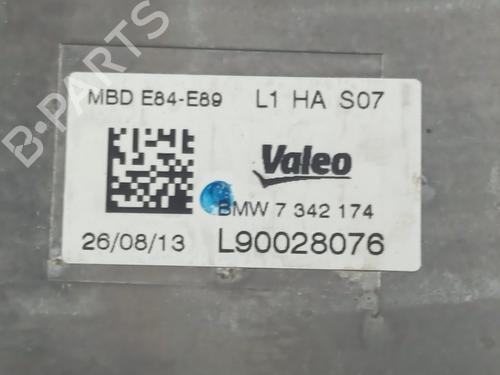 MBD E84-E89 L1 HA S07
Valeo
BMW 7 342 174
26/08/13 L90028076
B-PARTS